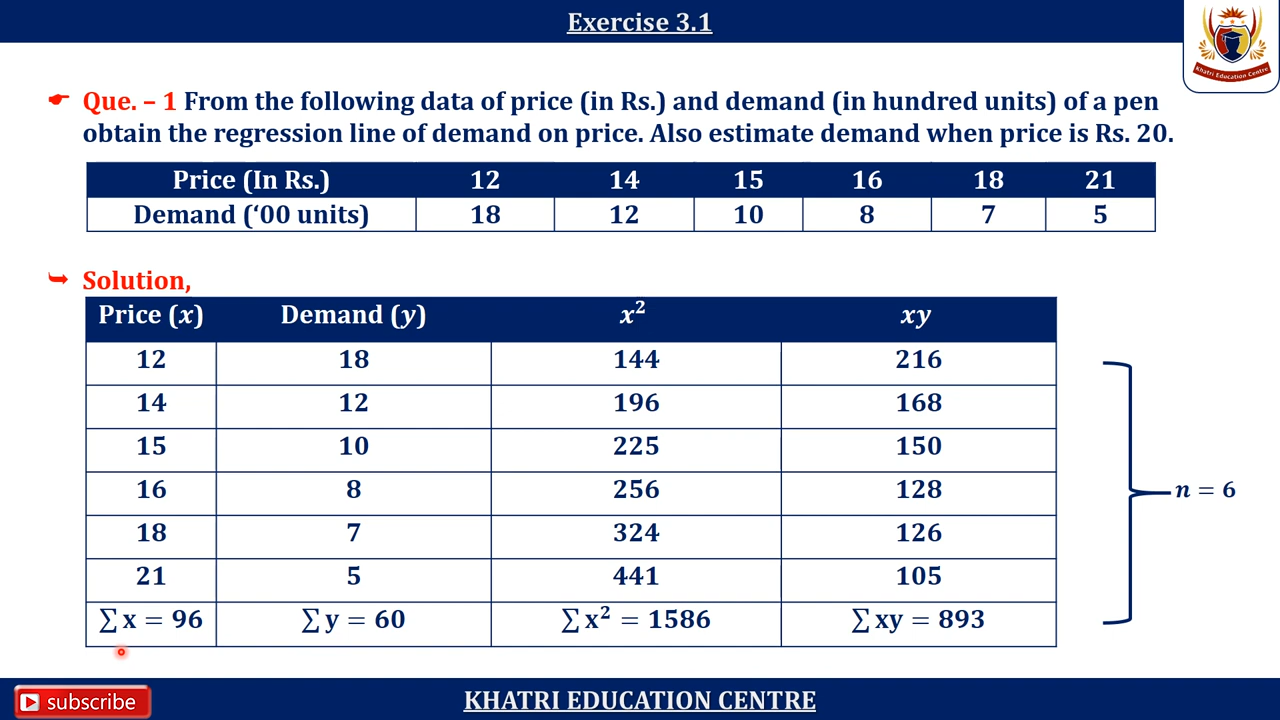 Exercise 3.1
Khatri Education Centre
☛ Que. – 1 From the following data of price (in Rs.) and demand (in hundred units) of a pen
obtain the regression line of demand on price. Also estimate demand when price is Rs. 20.
Price (In Rs.) 12 14 15 16 18 21
Demand (‘00 units) 18 12 10 8 7 5
➥ Solution,
Price (x) Demand (y) x² xy
12 18 144 216
14 12 196 168
15 10 225 150
16 8 256 128
18 7 324 126
21 5 441 105
∑ x = 96 ∑ y = 60 ∑ x² = 1586 ∑ xy = 893
n = 6
subscribe
KHATRI EDUCATION CENTRE